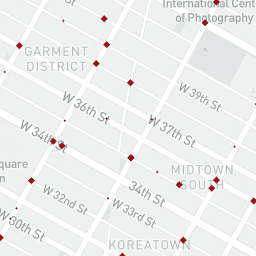 International Cent
of Photography
GARMENT
DISTRICT
W 39th St
W 36th St
W 37th St
W 34th St
quare
n
MIDTOWN
SOUTH
34th St
W 32nd St
W 33rd St
W 30th St
KOREATOWN